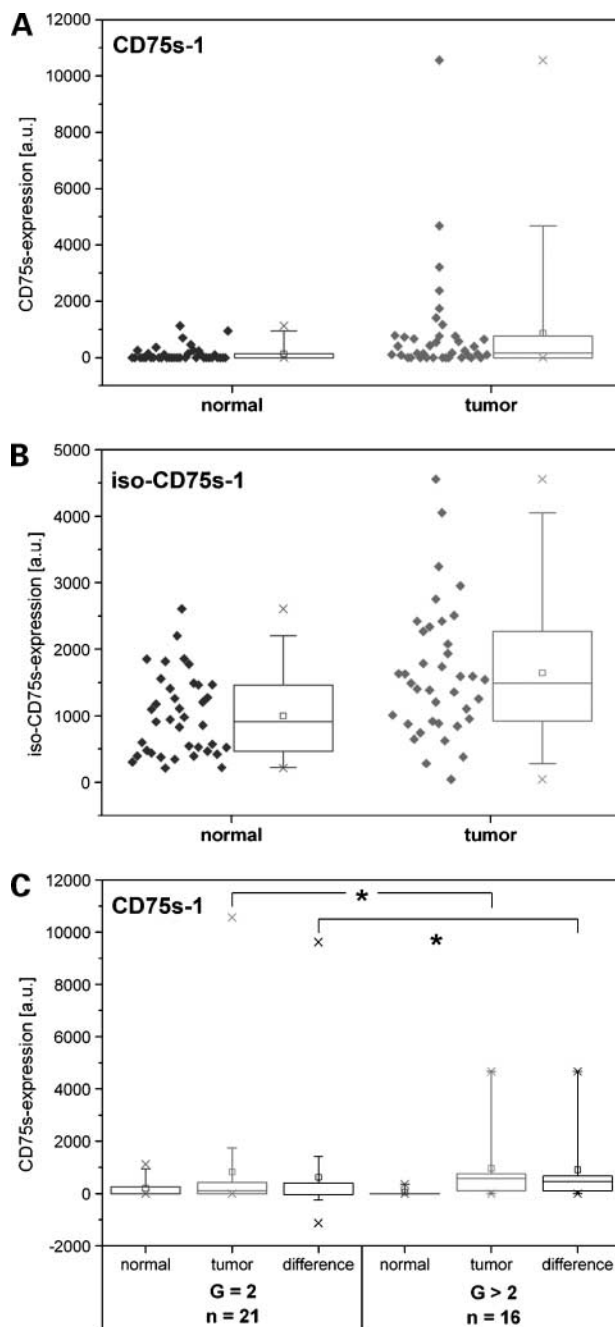 A
CD75s-1
CD75s-expression [a.u.]
12000
10000
8000
6000
4000
2000
0
normal
tumor
B
iso-CD75s-1
iso-CD75s-expression [a.u.]
5000
4000
3000
2000
1000
0
normal
tumor
C
CD75s-1
CD75s-expression [a.u.]
12000
10000
8000
6000
4000
2000
0
-2000
*
*
normal tumor difference normal tumor difference
G = 2 G > 2
n = 21 n = 16